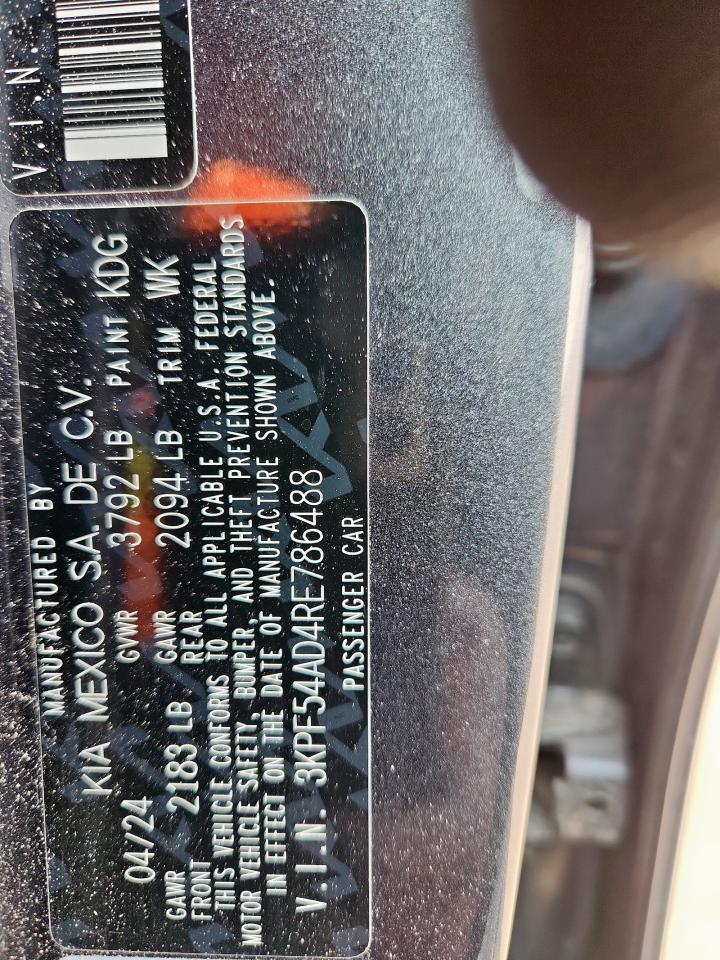 V.I.N.
MANUFACTURED BY
KIA MEXICO S.A. DE C.V.
04/24 GVWR 3792 LB PAINT KDG
GAWR FRONT 2183 LB GAWR REAR 2094 LB TRIM WK
THIS VEHICLE CONFORMS TO ALL APPLICABLE U.S.A. FEDERAL
MOTOR VEHICLE SAFETY, BUMPER, AND THEFT PREVENTION STANDARDS
IN EFFECT ON THE DATE OF MANUFACTURE SHOWN ABOVE.
V.I.N. 3KPF54AD4RE786488
PASSENGER CAR